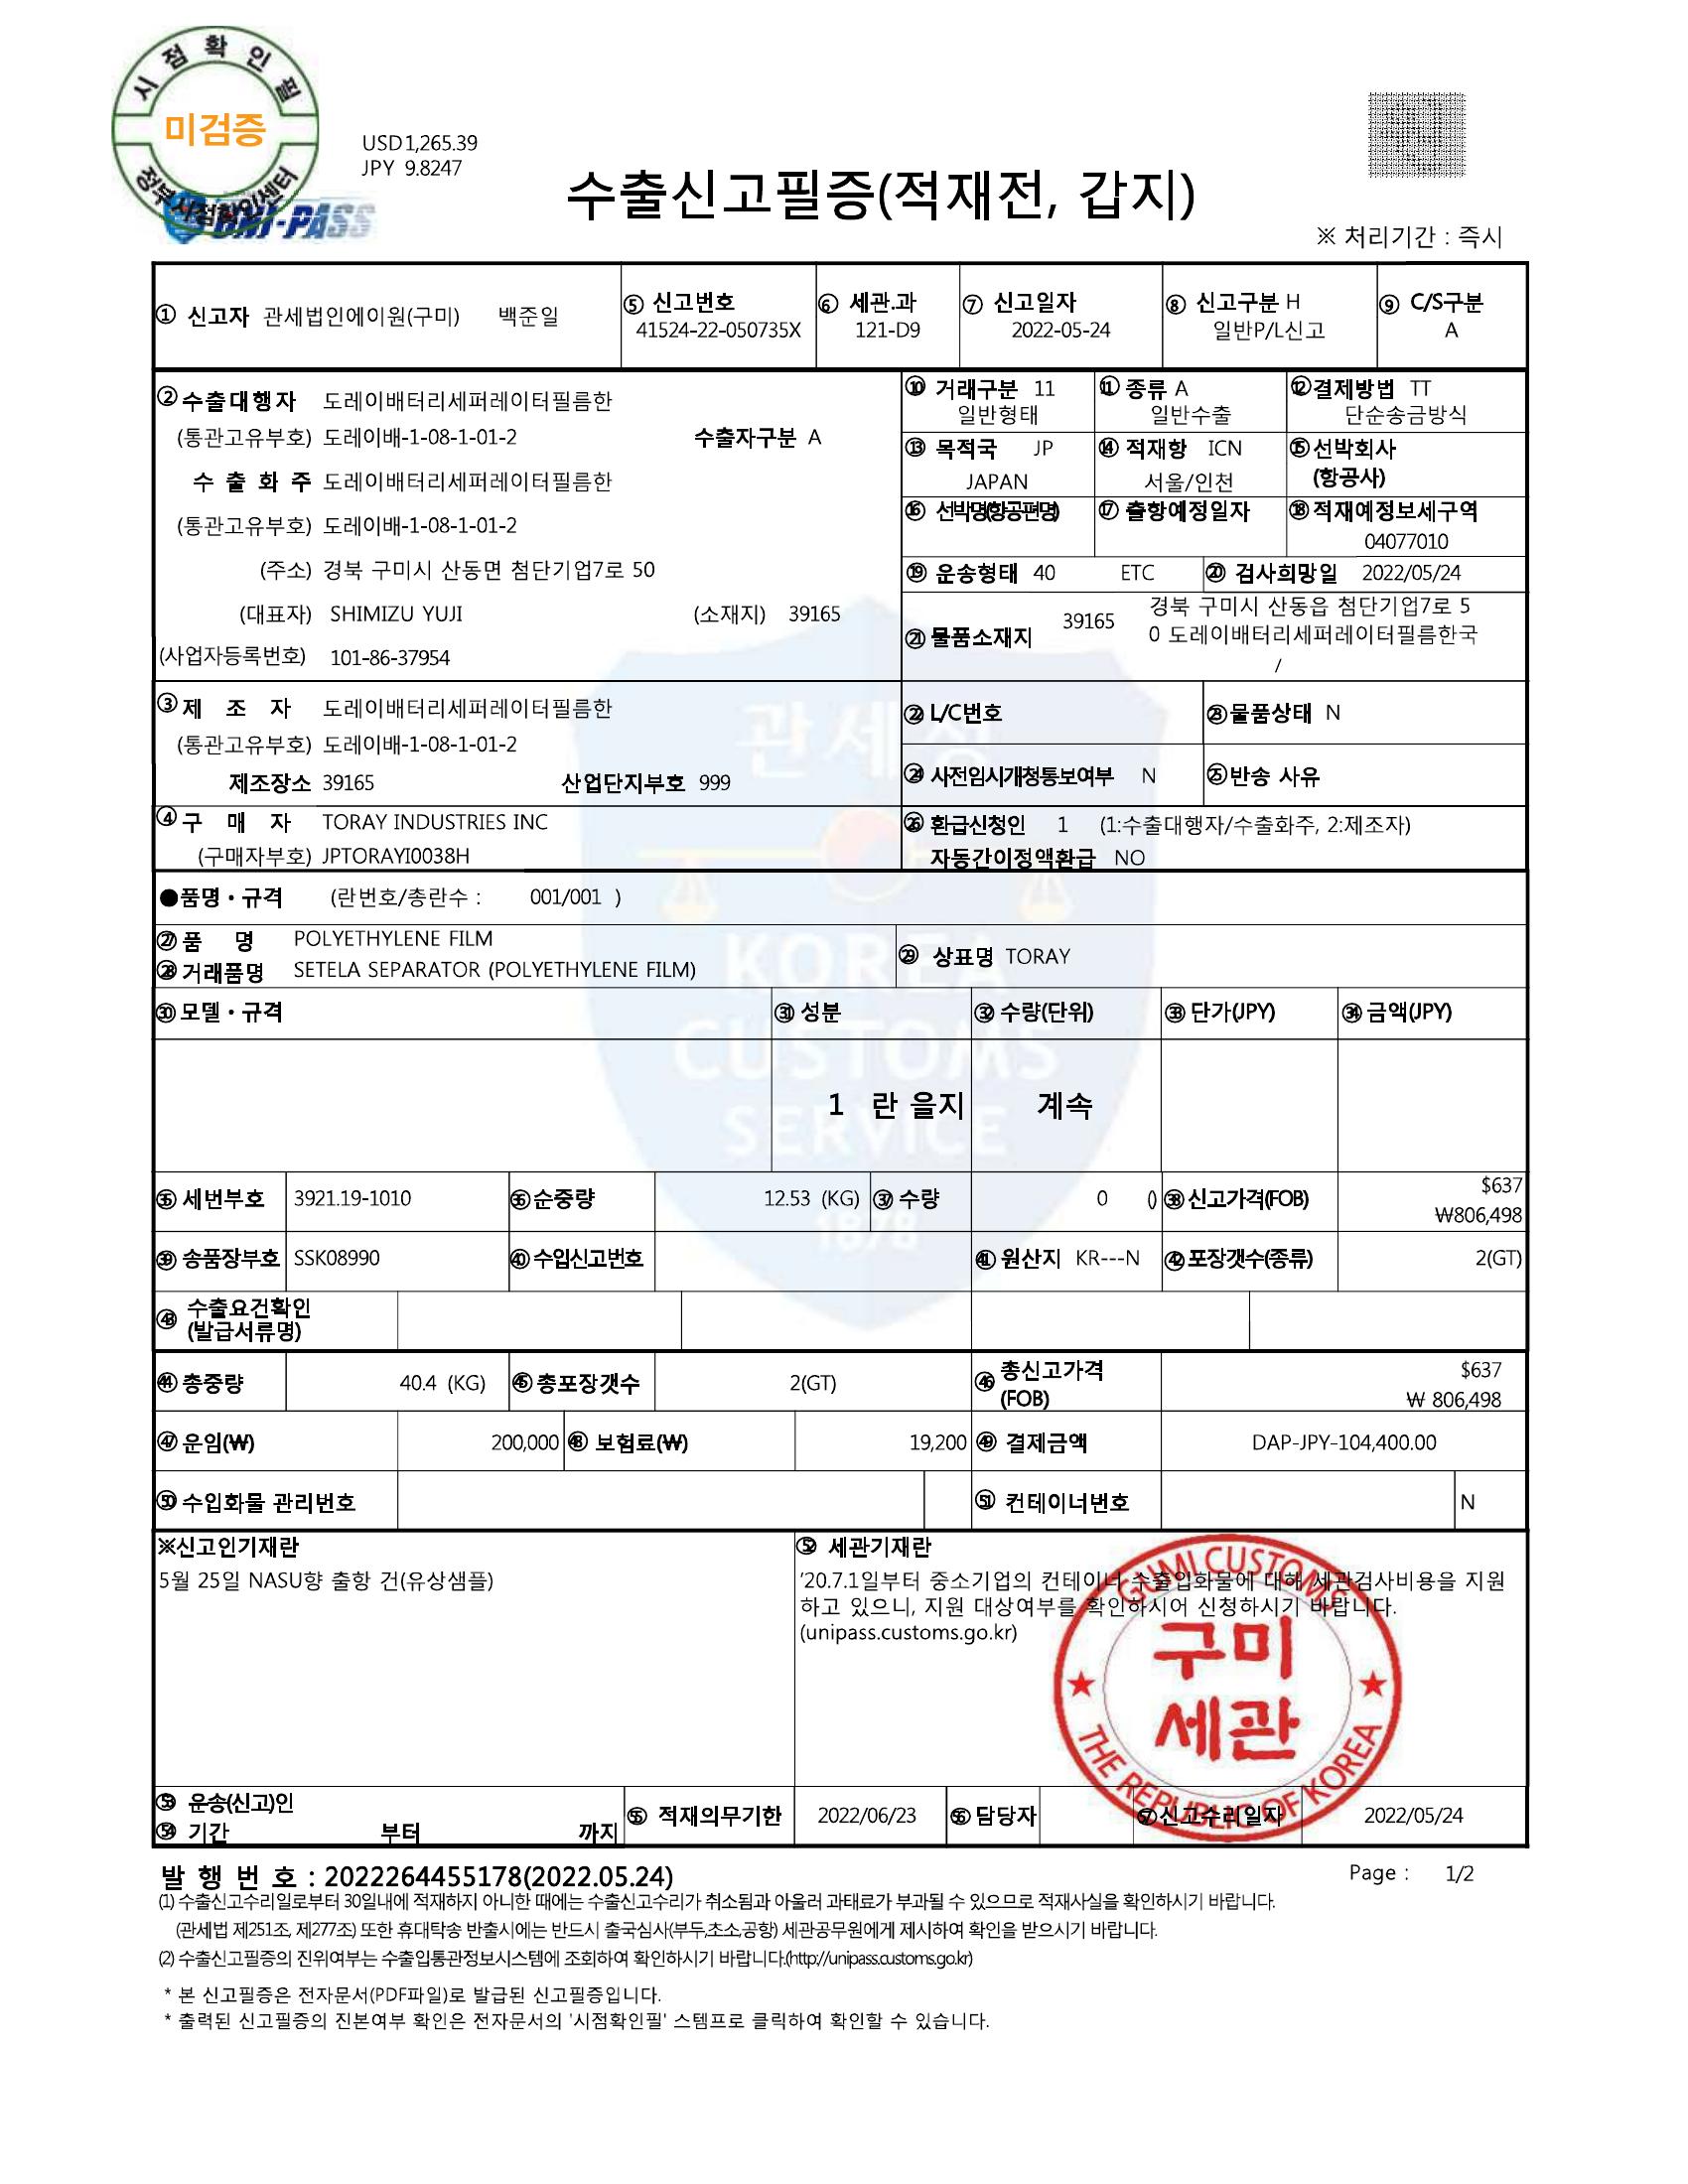 시점확인필
미검증
정부시점확인센터
UNI-PASS
USD 1,265.39
JPY 9.8247
수출신고필증(적재전, 갑지)
※ 처리기간 : 즉시
① 신고자 관세법인에이원(구미) 백준일
⑤ 신고번호
41524-22-050735X
⑥ 세관.과
121-D9
⑦ 신고일자
2022-05-24
⑧ 신고구분 H
일반P/L신고
⑨ C/S구분
A
② 수출대행자 도레이배터리세퍼레이터필름한
(통관고유부호) 도레이배-1-08-1-01-2 수출자구분 A
수 출 화 주 도레이배터리세퍼레이터필름한
(통관고유부호) 도레이배-1-08-1-01-2
(주소) 경북 구미시 산동면 첨단기업7로 50
(대표자) SHIMIZU YUJI (소재지) 39165
(사업자등록번호) 101-86-37954
⑩ 거래구분 11
일반형태
⑪ 종류 A
일반수출
⑫ 결제방법 TT
단순송금방식
⑬ 목적국 JP
JAPAN
⑭ 적재항 ICN
서울/인천
⑮ 선박회사
(항공사)
⑯ 선박명(항공편명)
⑰ 출항예정일자
⑱ 적재예정보세구역
04077010
⑲ 운송형태 40 ETC
⑳ 검사희망일 2022/05/24
㉑ 물품소재지 39165 경북 구미시 산동읍 첨단기업7로 5
0 도레이배터리세퍼레이터필름한국
/
③ 제 조 자 도레이배터리세퍼레이터필름한
(통관고유부호) 도레이배-1-08-1-01-2
제조장소 39165 산업단지부호 999
㉒ L/C번호
㉓ 물품상태 N
㉔ 사전임시개청통보여부 N
㉕ 반송 사유
④ 구 매 자 TORAY INDUSTRIES INC
(구매자부호) JPTORAYI0038H
㉖ 환급신청인 1 (1:수출대행자/수출화주, 2:제조자)
자동간이정액환급 NO
●품명・규격 (란번호/총란수 : 001/001 )
㉗ 품 명 POLYETHYLENE FILM
㉘ 거래품명 SETELA SEPARATOR (POLYETHYLENE FILM)
㉙ 상표명 TORAY
㉚ 모델・규격 ㉛ 성분 ㉜ 수량(단위) ㉝ 단가(JPY) ㉞ 금액(JPY)
1 란 을지 계속
관세청
KOREA
CUSTOMS
SERVICE
1878
㉟ 세번부호 3921.19-1010 ㊱ 순중량 12.53 (KG) ㊲ 수량 0 () ㊳ 신고가격(FOB) $637
₩806,498
㊴ 송품장부호 SSK08990 ㊵ 수입신고번호 ㊶ 원산지 KR---N ㊷ 포장갯수(종류) 2(GT)
㊸ 수출요건확인
(발급서류명)
㊹ 총중량 40.4 (KG) ㊺ 총포장갯수 2(GT) ㊻ 총신고가격
(FOB)
$637
₩ 806,498
㊼ 운임(₩) 200,000 ㊽ 보험료(₩) 19,200 ㊾ 결제금액 DAP-JPY-104,400.00
㊿ 수입화물 관리번호 51 컨테이너번호 N
※신고인기재란
5월 25일 NASU향 출항 건(유상샘플)
52 세관기재란
'20.7.1일부터 중소기업의 컨테이너 수출입화물에 대해 세관검사비용을 지원
하고 있으니, 지원 대상여부를 확인하시어 신청하시기 바랍니다.
(unipass.customs.go.kr)
GUMI CUSTOMS
구미
세관
THE REPUBLIC OF KOREA
53 운송(신고)인
54 기간 부터 까지
55 적재의무기한 2022/06/23
56 담당자
57 신고수리일자 2022/05/24
발 행 번 호 : 2022264455178(2022.05.24)
Page : 1/2
(1) 수출신고수리일로부터 30일내에 적재하지 아니한 때에는 수출신고수리가 취소됨과 아울러 과태료가 부과될 수 있으므로 적재사실을 확인하시기 바랍니다.
(관세법 제251조, 제277조) 또한 휴대탁송 반출시에는 반드시 출국심사(부두,초소,공항) 세관공무원에게 제시하여 확인을 받으시기 바랍니다.
(2) 수출신고필증의 진위여부는 수출입통관정보시스템에 조회하여 확인하시기 바랍니다.(http://unipass.customs.go.kr)
* 본 신고필증은 전자문서(PDF파일)로 발급된 신고필증입니다.
* 출력된 신고필증의 진본여부 확인은 전자문서의 '시점확인필' 스템프로 클릭하여 확인할 수 있습니다.